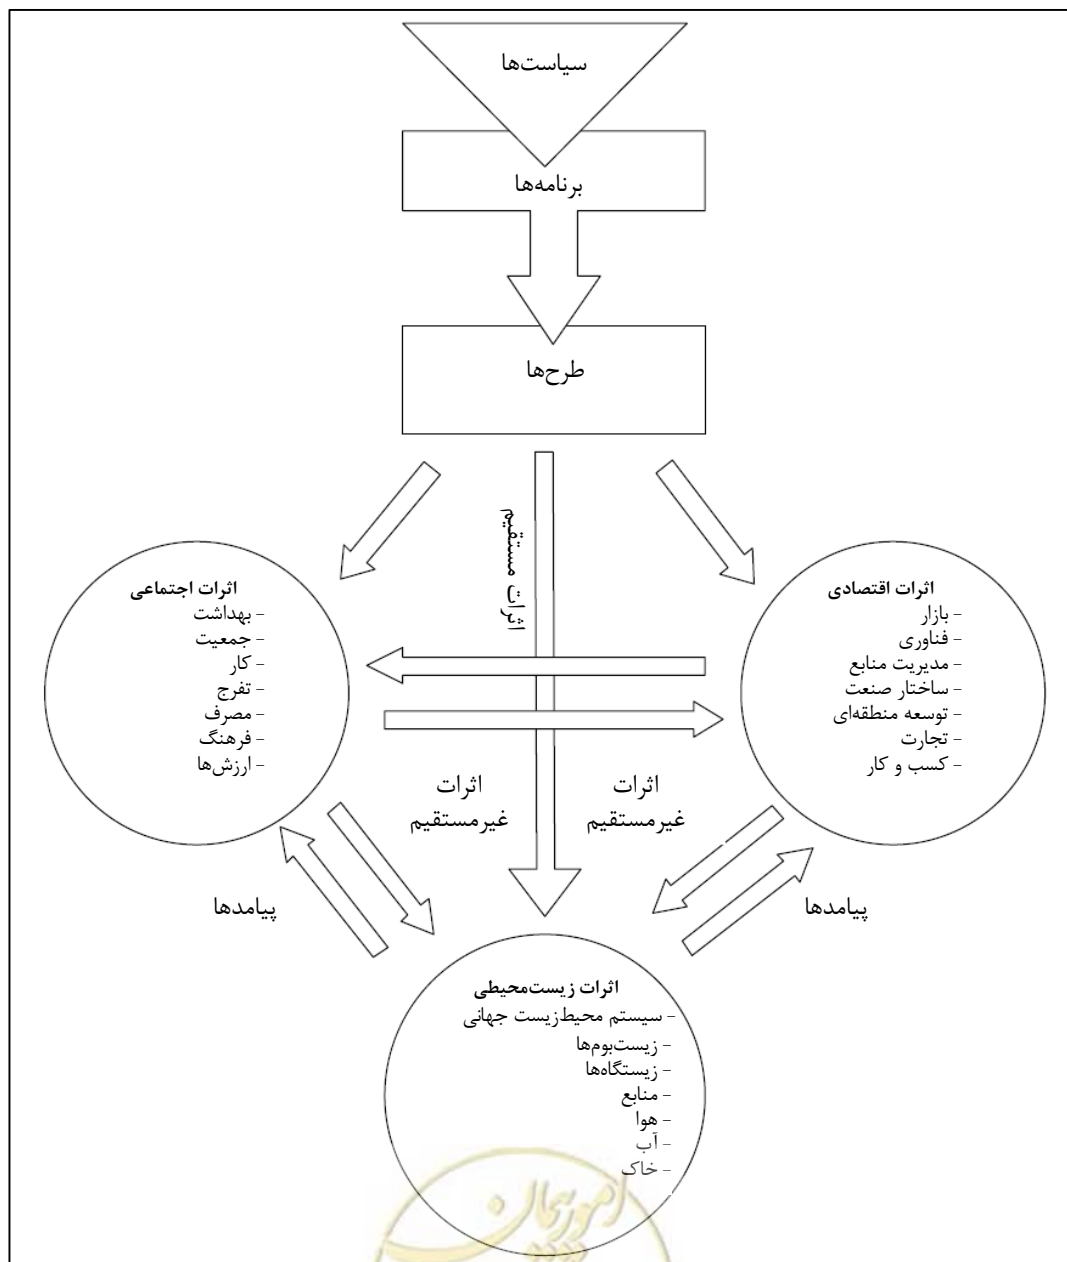 سیاست‌ها
برنامه‌ها
طرح‌ها
اثرات مستقیم
اثرات اقتصادی
- بازار
- فناوری
- مدیریت منابع
- ساختار صنعت
- توسعه منطقه‌ای
- تجارت
- کسب و کار
اثرات اجتماعی
- بهداشت
- جمعیت
- کار
- تفرج
- مصرف
- فرهنگ
- ارزش‌ها
اثرات
غیرمستقیم
اثرات
غیرمستقیم
پیامدها
پیامدها
اثرات زیست‌محیطی
- سیستم محیط‌زیست جهانی
- زیست‌بوم‌ها
- زیستگاه‌ها
- منابع
- هوا
- آب
- خاک